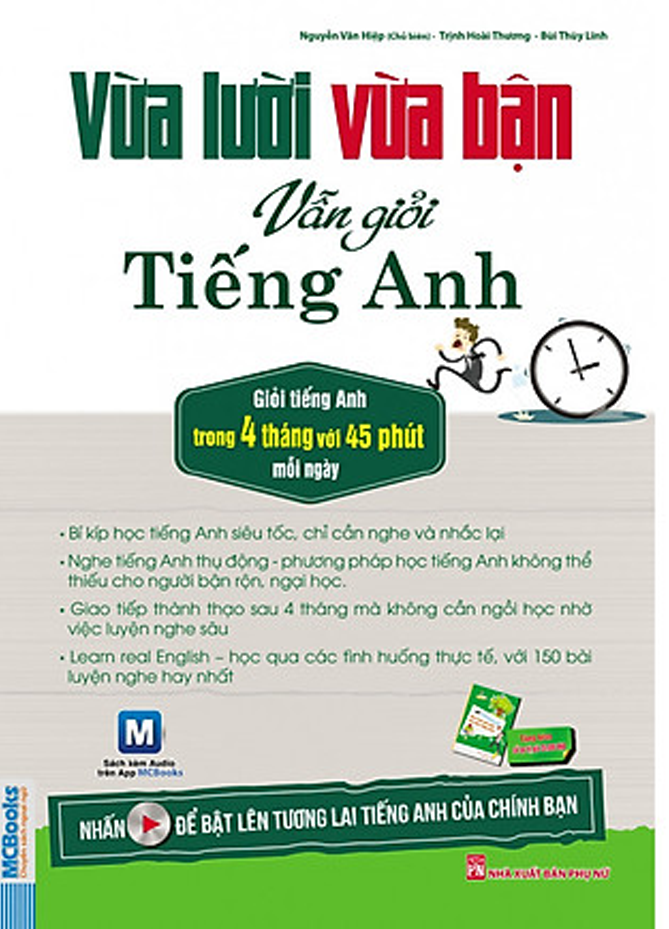 Nguyễn Văn Hiệp (Chủ biên) - Trịnh Hoài Thương - Bùi Thùy Linh
Vừa lười vừa bận
Vẫn giỏi
Tiếng Anh
Giỏi tiếng Anh
trong 4 tháng với 45 phút
mỗi ngày
• Bí kíp học tiếng Anh siêu tốc, chỉ cần nghe và nhắc lại
• Nghe tiếng Anh thụ động - phương pháp học tiếng Anh không thể
thiếu cho người bận rộn, ngại học.
• Giao tiếp thành thạo sau 4 tháng mà không cần ngồi học nhờ
việc luyện nghe sâu
• Learn real English – học qua các tình huống thực tế, với 150 bài
luyện nghe hay nhất
M
Sách kèm Audio
trên App MCBooks
NHẤN ĐỂ BẬT LÊN TƯƠNG LAI TIẾNG ANH CỦA CHÍNH BẠN
MCBooks
Chuyên sách ngoại ngữ
PN NHÀ XUẤT BẢN PHỤ NỮ